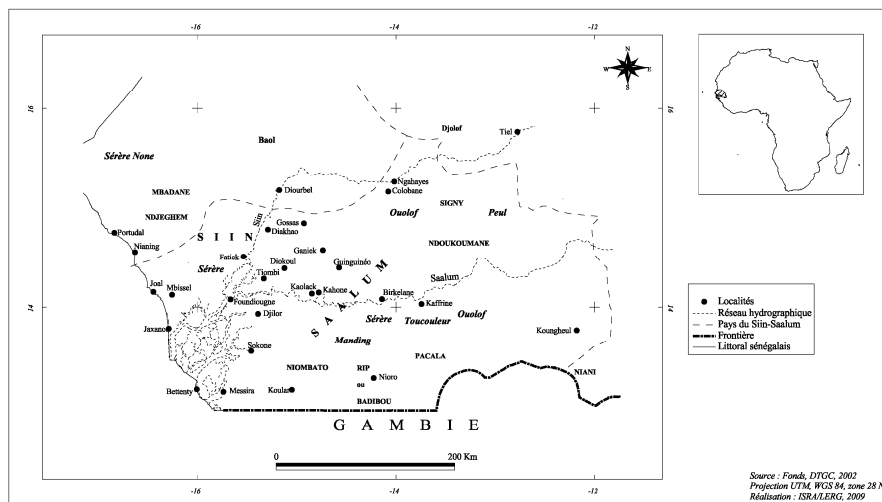 -16
-14
-12
N
W
E
S
16
16
Djolof
Tiel
Baol
Sérère None
Ngahayes
Colobane
Diourbel
MBADANE
SIGNY
Ouolof
Peul
NDJEGHEM
Siin
Gossas
Diakhao
Portudal
SIIN
NDOUKOUMANE
Nianing
Ganiek
Fatick
Guinguinéo
Diokoul
Sérère
Tiombi
Saalum
SAALUM
Joal
Mbissel
Kaolack
Kahone
Birkelane
Foundiougne
Kaffrine
14
14
Djilor
Sérère
Ouolof
Toucouleur
Jaxano
Koungheul
Manding
Sokone
PACALA
NIOMBATO
RIP
ou
BADIBOU
Nioro
NIANI
Bettenty
Messira
Koular
GAMBIE
0
200 Km
-16
-14
-12
Localités
Réseau hydrographique
Pays du Siin-Saalum
Frontière
Littoral sénégalais
Source : Fonds, DTGC, 2002
Projection UTM, WGS 84, zone 28 N
Réalisation : ISRA/LERG, 2009